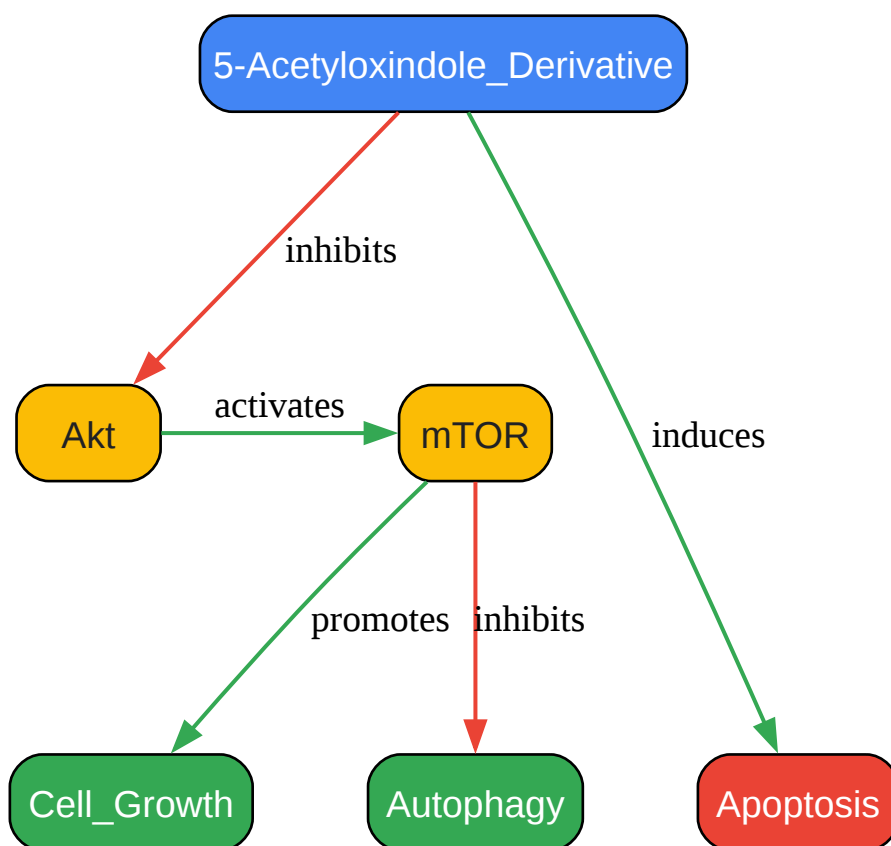 5-Acetyloxindole_Derivative
inhibits
Akt
activates
mTOR
induces
promotes
inhibits
Cell_Growth
Autophagy
Apoptosis